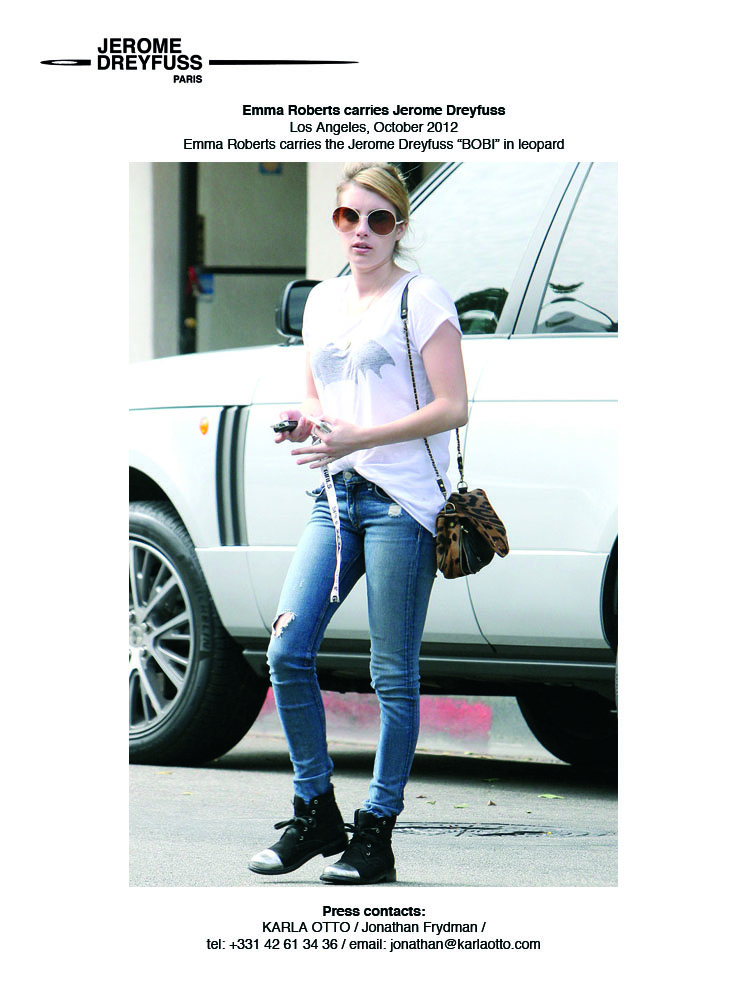 JEROME
DREYFUSS
PARIS
Emma Roberts carries Jerome Dreyfuss
Los Angeles, October 2012
Emma Roberts carries the Jerome Dreyfuss “BOBI” in leopard
Press contacts:
KARLA OTTO / Jonathan Frydman /
tel: +331 42 61 34 36 / email: jonathan@karlaotto.com